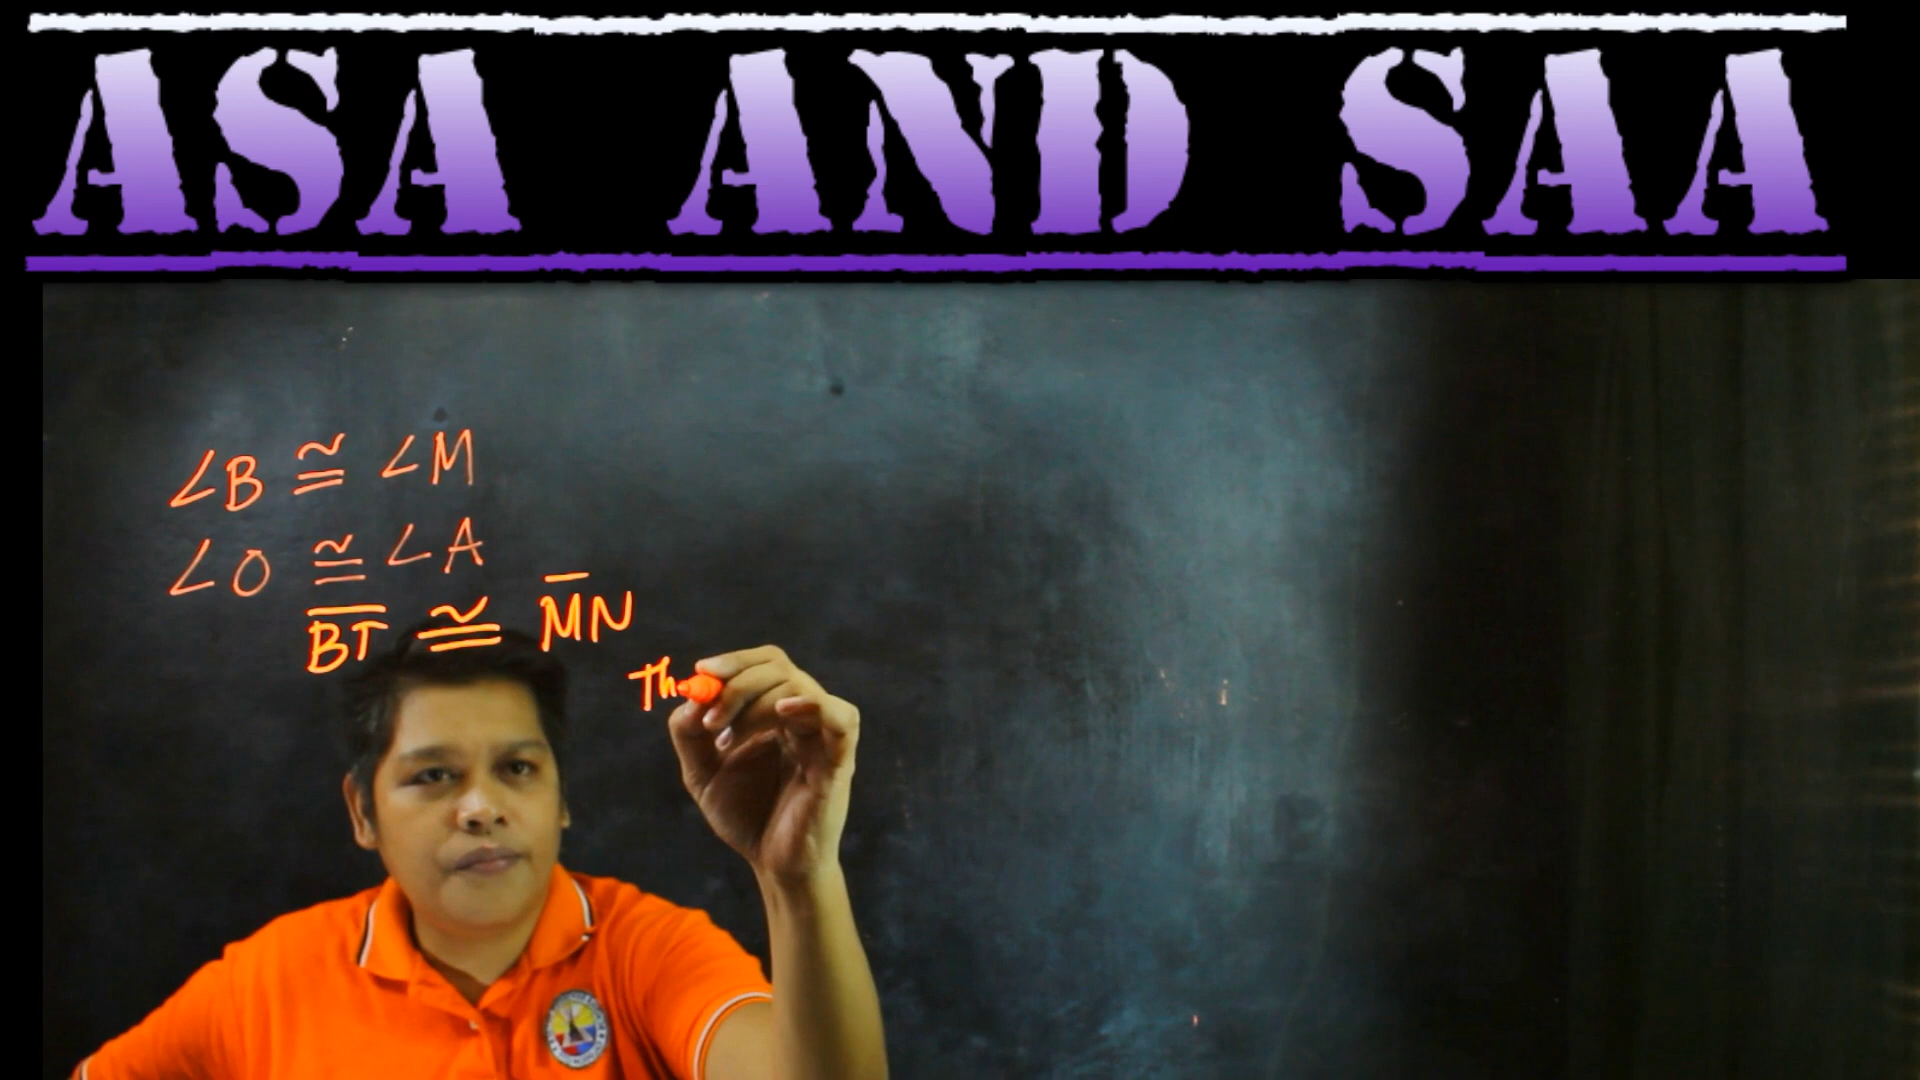 ASA AND SAA
∠B ≅ ∠M
∠O ≅ ∠A
B̅T̅ ≅ M̅N
Th